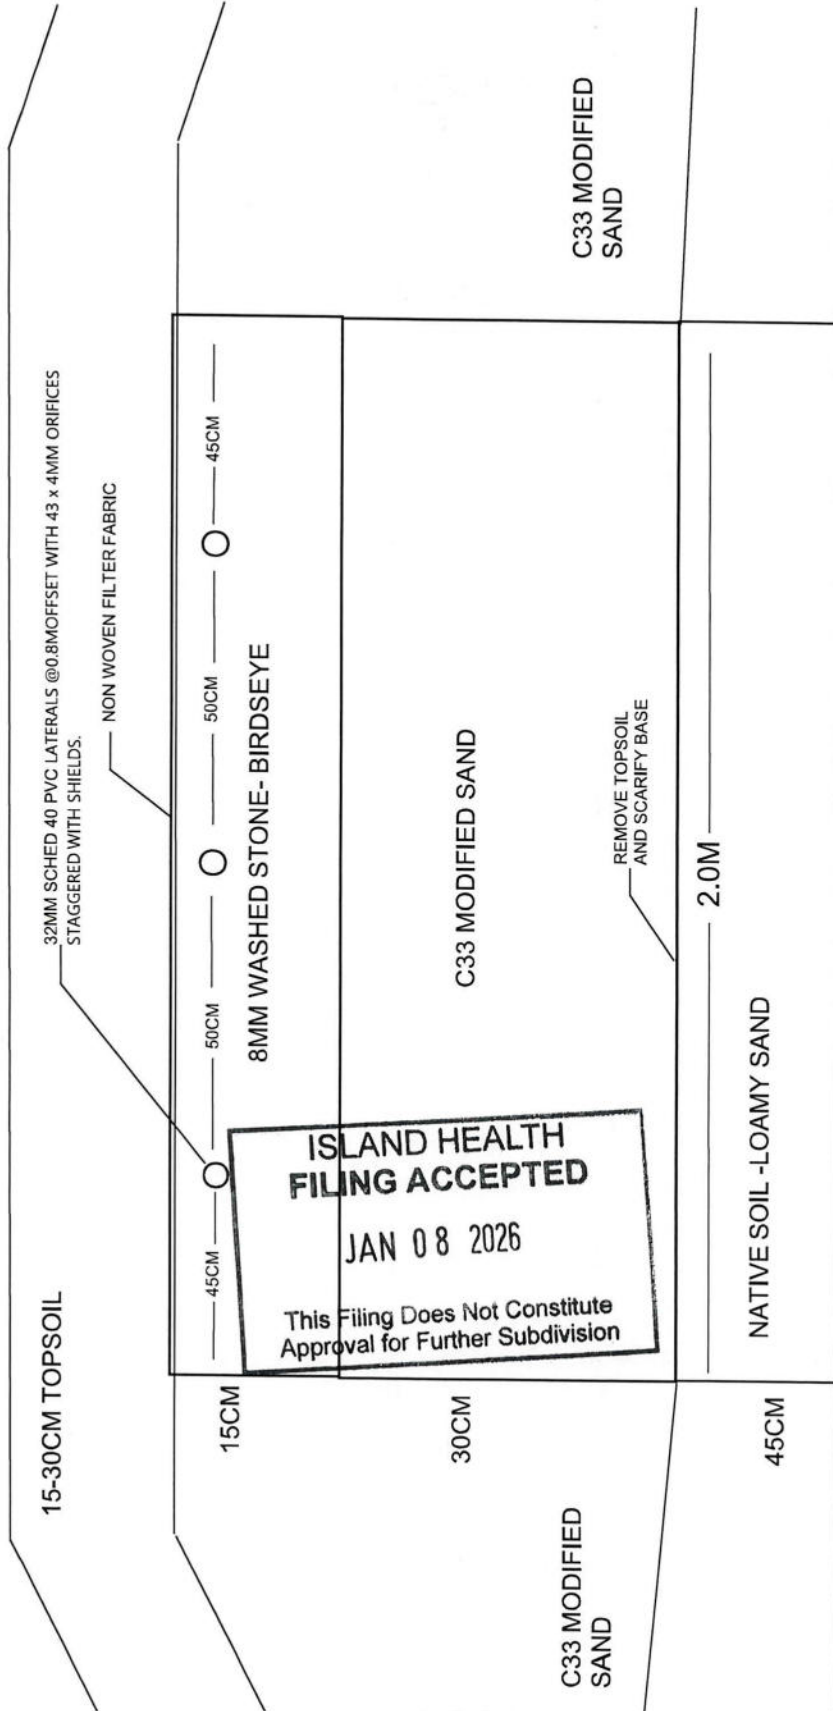 32MM SCHED 40 PVC LATERALS @0.8MOFFSET WITH 43 x 4MM ORIFICES
STAGGERED WITH SHIELDS.
NON WOVEN FILTER FABRIC
15-30CM TOPSOIL
15CM
45CM
50CM
50CM
45CM
8MM WASHED STONE- BIRDSEYE
30CM
C33 MODIFIED SAND
C33 MODIFIED
SAND
C33 MODIFIED
SAND
REMOVE TOPSOIL
AND SCARIFY BASE
2.0M
45CM
NATIVE SOIL -LOAMY SAND
ISLAND HEALTH
FILING ACCEPTED
JAN 08 2026
This Filing Does Not Constitute
Approval for Further Subdivision